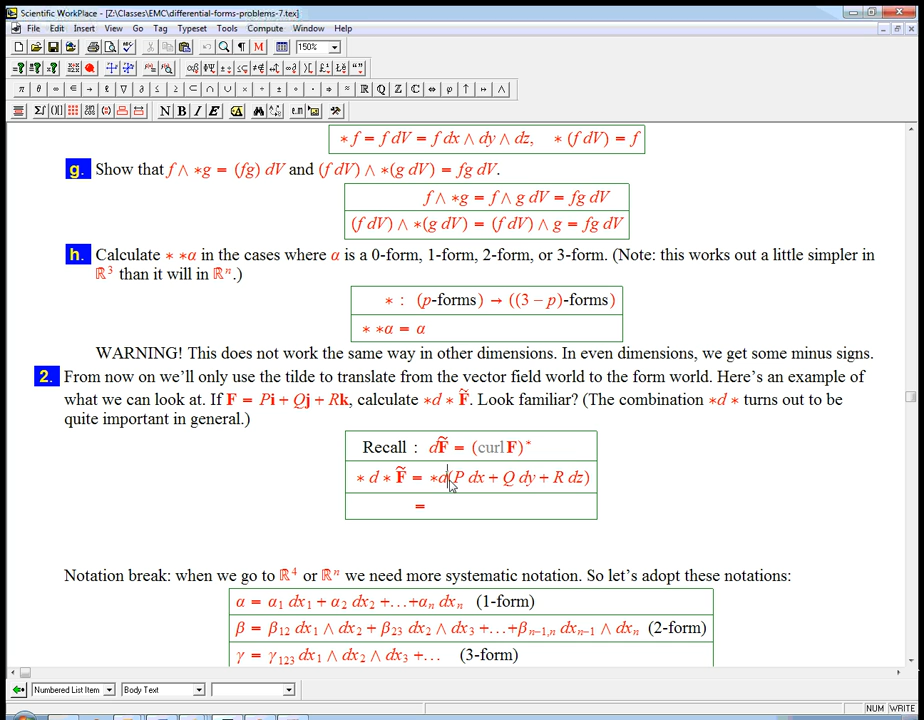 Scientific WorkPlace - [Z:\Classes\EMC\differential-forms-problems-7.tex]
File Edit Insert View Go Tag Typeset Tools Compute Window Help
150%
N B I E
∗ f = f dV = f dx ∧ dy ∧ dz, ∗ (f dV) = f
g. Show that f ∧ ∗g = (fg) dV and (f dV) ∧ ∗(g dV) = fg dV.
f ∧ ∗g = f ∧ g dV = fg dV
(f dV) ∧ ∗(g dV) = (f dV) ∧ g = fg dV
h. Calculate ∗ ∗α in the cases where α is a 0-form, 1-form, 2-form, or 3-form. (Note: this works out a little simpler in
ℝ³ than it will in ℝⁿ.)
∗ : (p-forms) → ((3 − p)-forms)
∗ ∗α = α
WARNING! This does not work the same way in other dimensions. In even dimensions, we get some minus signs.
2. From now on we'll only use the tilde to translate from the vector field world to the form world. Here's an example of
what we can look at. If F = Pi + Qj + Rk, calculate ∗d ∗ F̃. Look familiar? (The combination ∗d ∗ turns out to be
quite important in general.)
Recall : dF̃ = (curl F)*
∗ d ∗ F̃ = ∗d(P dx + Q dy + R dz)
=
Notation break: when we go to ℝ⁴ or ℝⁿ we need more systematic notation. So let's adopt these notations:
α = α₁ dx₁ + α₂ dx₂ +…+αₙ dxₙ (1-form)
β = β₁₂ dx₁ ∧ dx₂ + β₂₃ dx₂ ∧ dx₃ +…+βₙ₋₁,ₙ dxₙ₋₁ ∧ dxₙ (2-form)
γ = γ₁₂₃ dx₁ ∧ dx₂ ∧ dx₃ +… (3-form)
Numbered List Item Body Text
NUM WRITE